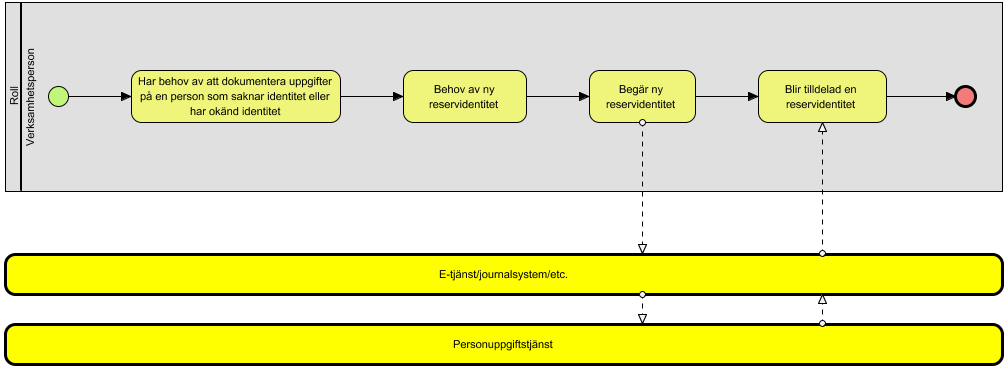 Roll
Verksamhetsperson
Har behov av att dokumentera uppgifter
på en person som saknar identitet eller
har okänd identitet
Behov av ny
reservidentitet
Begär ny
reservidentitet
Blir tilldelad en
reservidentitet
E-tjänst/journalsystem/etc.
Personuppgiftstjänst